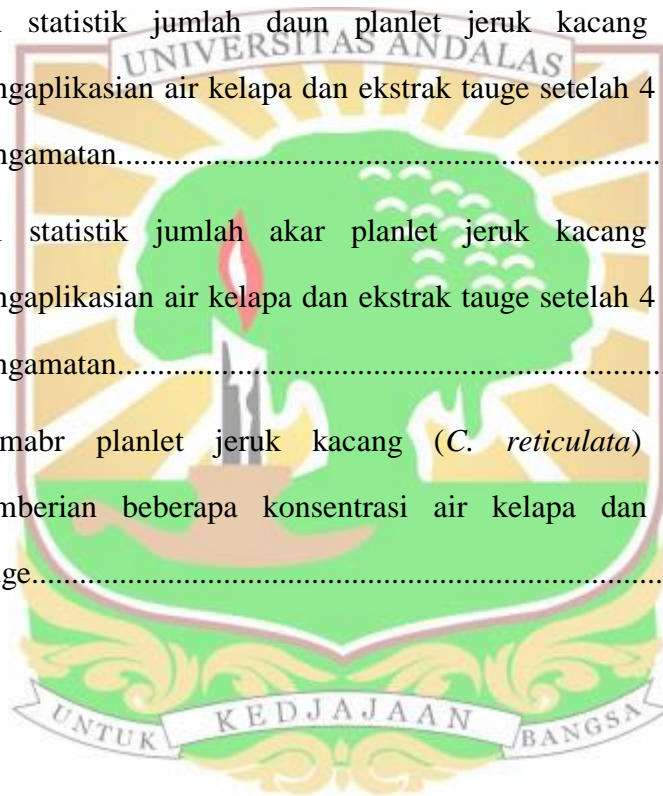 statistik jumlah daun planlet jeruk kacang
UNIVERSITAS ANDALAS
ngaplikasian air kelapa dan ekstrak tauge setelah 4
ngamatan......................................................................
statistik jumlah akar planlet jeruk kacang
ngaplikasian air kelapa dan ekstrak tauge setelah 4
ngamatan......................................................................
mabr planlet jeruk kacang (C. reticulata)
mberian beberapa konsentrasi air kelapa dan
ge......................................................................
UNTUK KEDJAJAAN BANGSA